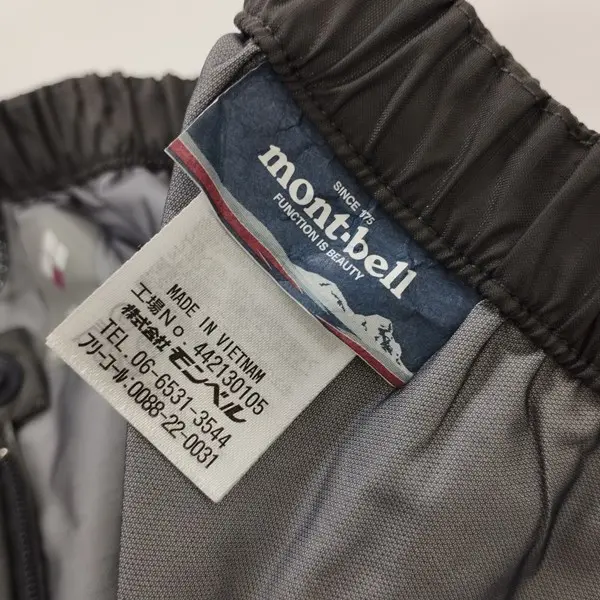 SINCE 1975
mont-bell
FUNCTION IS BEAUTY
MADE IN VIETNAM
工場No. 442130105
株式会社 モンベル
TEL. 06-6531-3544
フリーコール:0088-22-0031